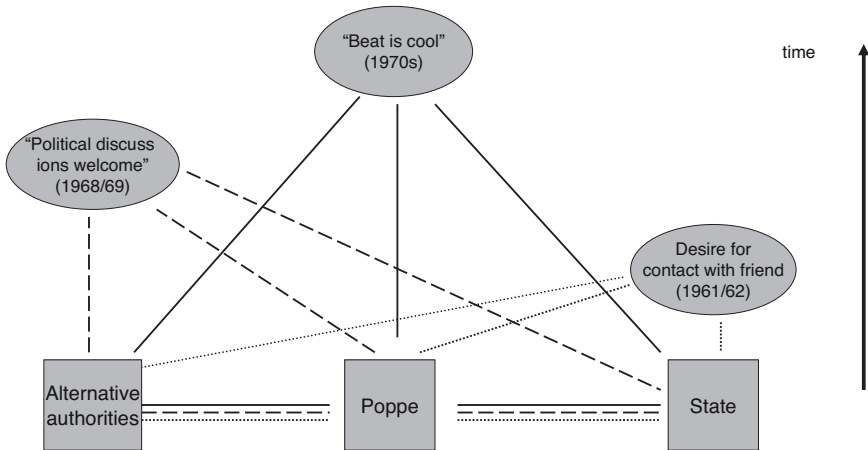 “Beat is cool”
(1970s)
time
“Political discuss
ions welcome”
(1968/69)
Desire for
contact with friend
(1961/62)
Alternative
authorities
Poppe
State